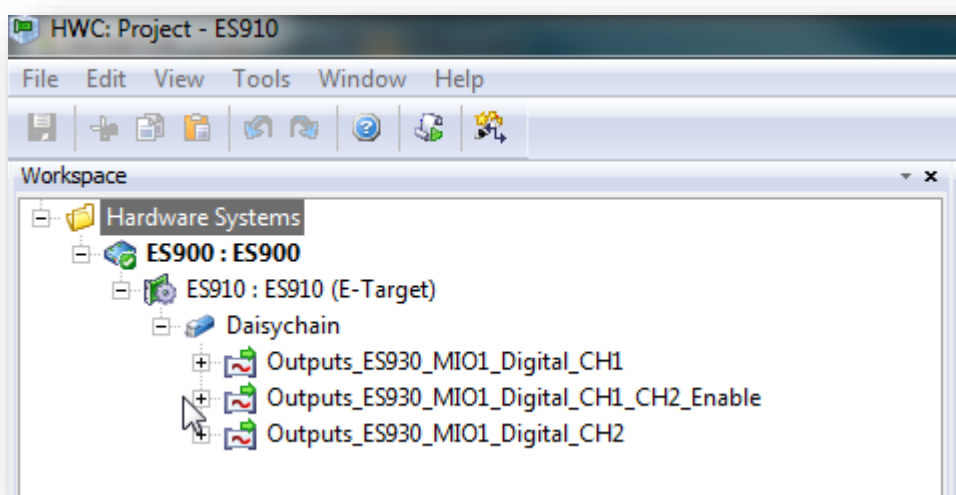 HWC: Project - ES910
File Edit View Tools Window Help
Workspace
Hardware Systems
ES900 : ES900
ES910 : ES910 (E-Target)
Daisychain
Outputs_ES930_MIO1_Digital_CH1
Outputs_ES930_MIO1_Digital_CH1_CH2_Enable
Outputs_ES930_MIO1_Digital_CH2